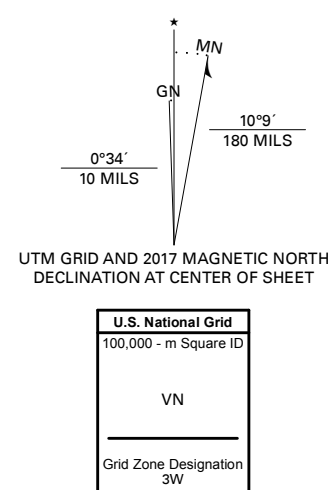 ★
MN
GN
10°9´
180 MILS
0°34´
10 MILS
UTM GRID AND 2017 MAGNETIC NORTH
DECLINATION AT CENTER OF SHEET
U.S. National Grid
100,000 - m Square ID
VN
Grid Zone Designation
3W